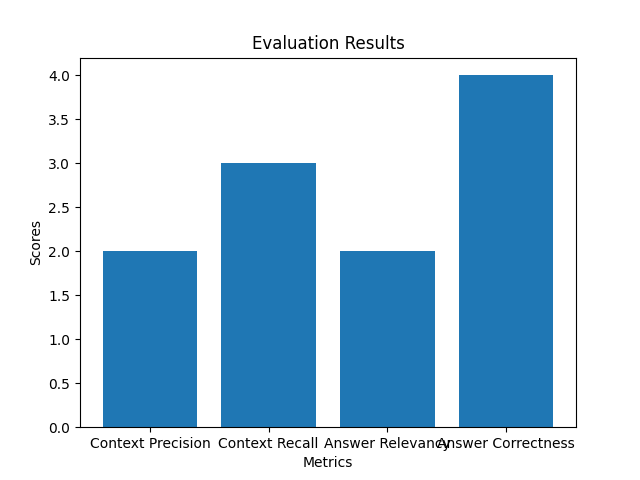 Evaluation Results
4.0
3.5
3.0
2.5
2.0
1.5
1.0
0.5
0.0
Scores
Context Precision
Context Recall
Answer Relevancy
Answer Correctness
Metrics